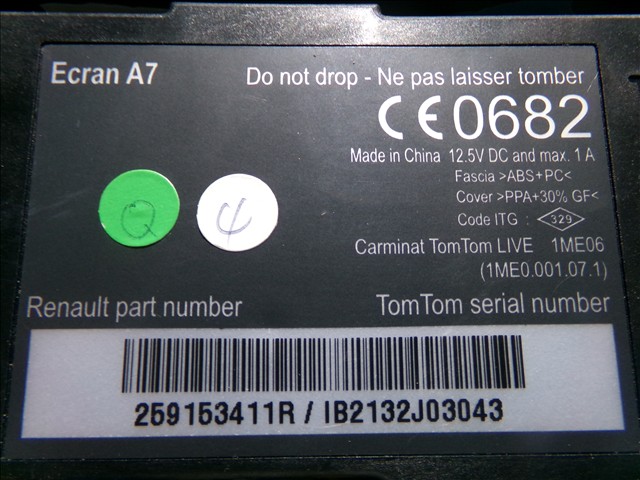 Ecran A7
Do not drop - Ne pas laisser tomber
CE0682
Made in China 12.5V DC and max. 1 A
Fascia >ABS+PC<
Cover >PPA+30% GF<
Code ITG : 329
Q
4
Carminat TomTom LIVE 1ME06
(1ME0.001.07.1)
Renault part number
TomTom serial number
259153411R / IB2132J03043